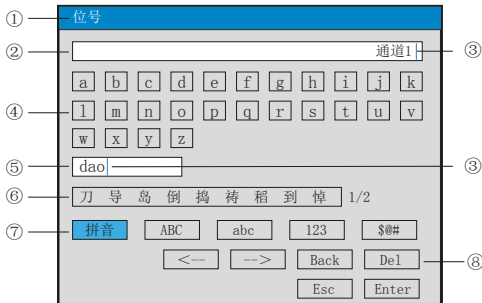 ① 位号
② 通道1 ③
a b c d e f g h i j k
④ l m n o p q r s t u v
w x y z
⑤ dao ③
⑥ 刀 导 岛 倒 捣 祷 稻 到 悼 1/2
⑦ 拼音 ABC abc 123 $@#
<-- --> Back Del ⑧
Esc Enter